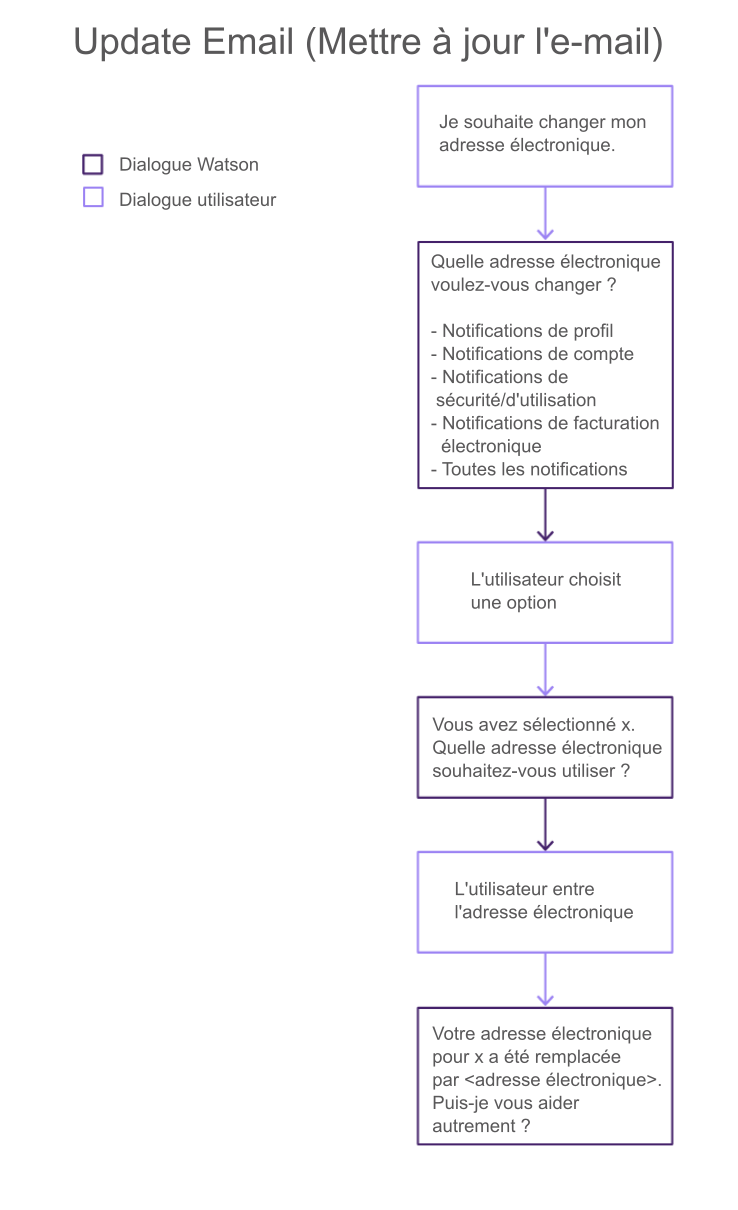 Update Email (Mettre à jour l'e-mail)
Dialogue Watson
Dialogue utilisateur
Je souhaite changer mon
adresse électronique.
Quelle adresse électronique
voulez-vous changer ?
- Notifications de profil
- Notifications de compte
- Notifications de
sécurité/d'utilisation
- Notifications de facturation
électronique
- Toutes les notifications
L'utilisateur choisit
une option
Vous avez sélectionné x.
Quelle adresse électronique
souhaitez-vous utiliser ?
L'utilisateur entre
l'adresse électronique
Votre adresse électronique
pour x a été remplacée
par <adresse électronique>.
Puis-je vous aider
autrement ?